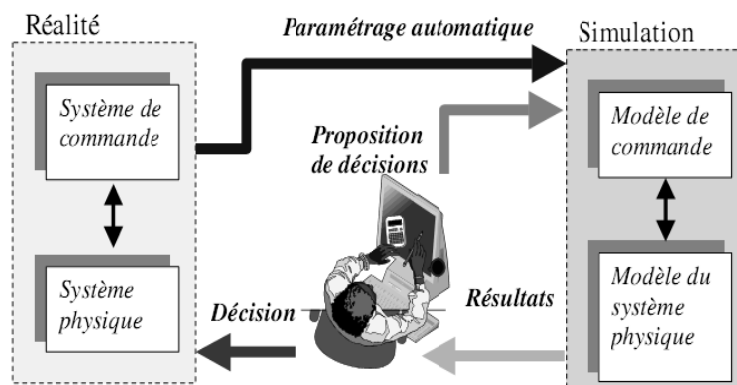 Réalité
Paramétrage automatique
Simulation
Système de
commande
Proposition
de décisions
Modèle de
commande
Système
physique
Décision
Résultats
Modèle du
système
physique